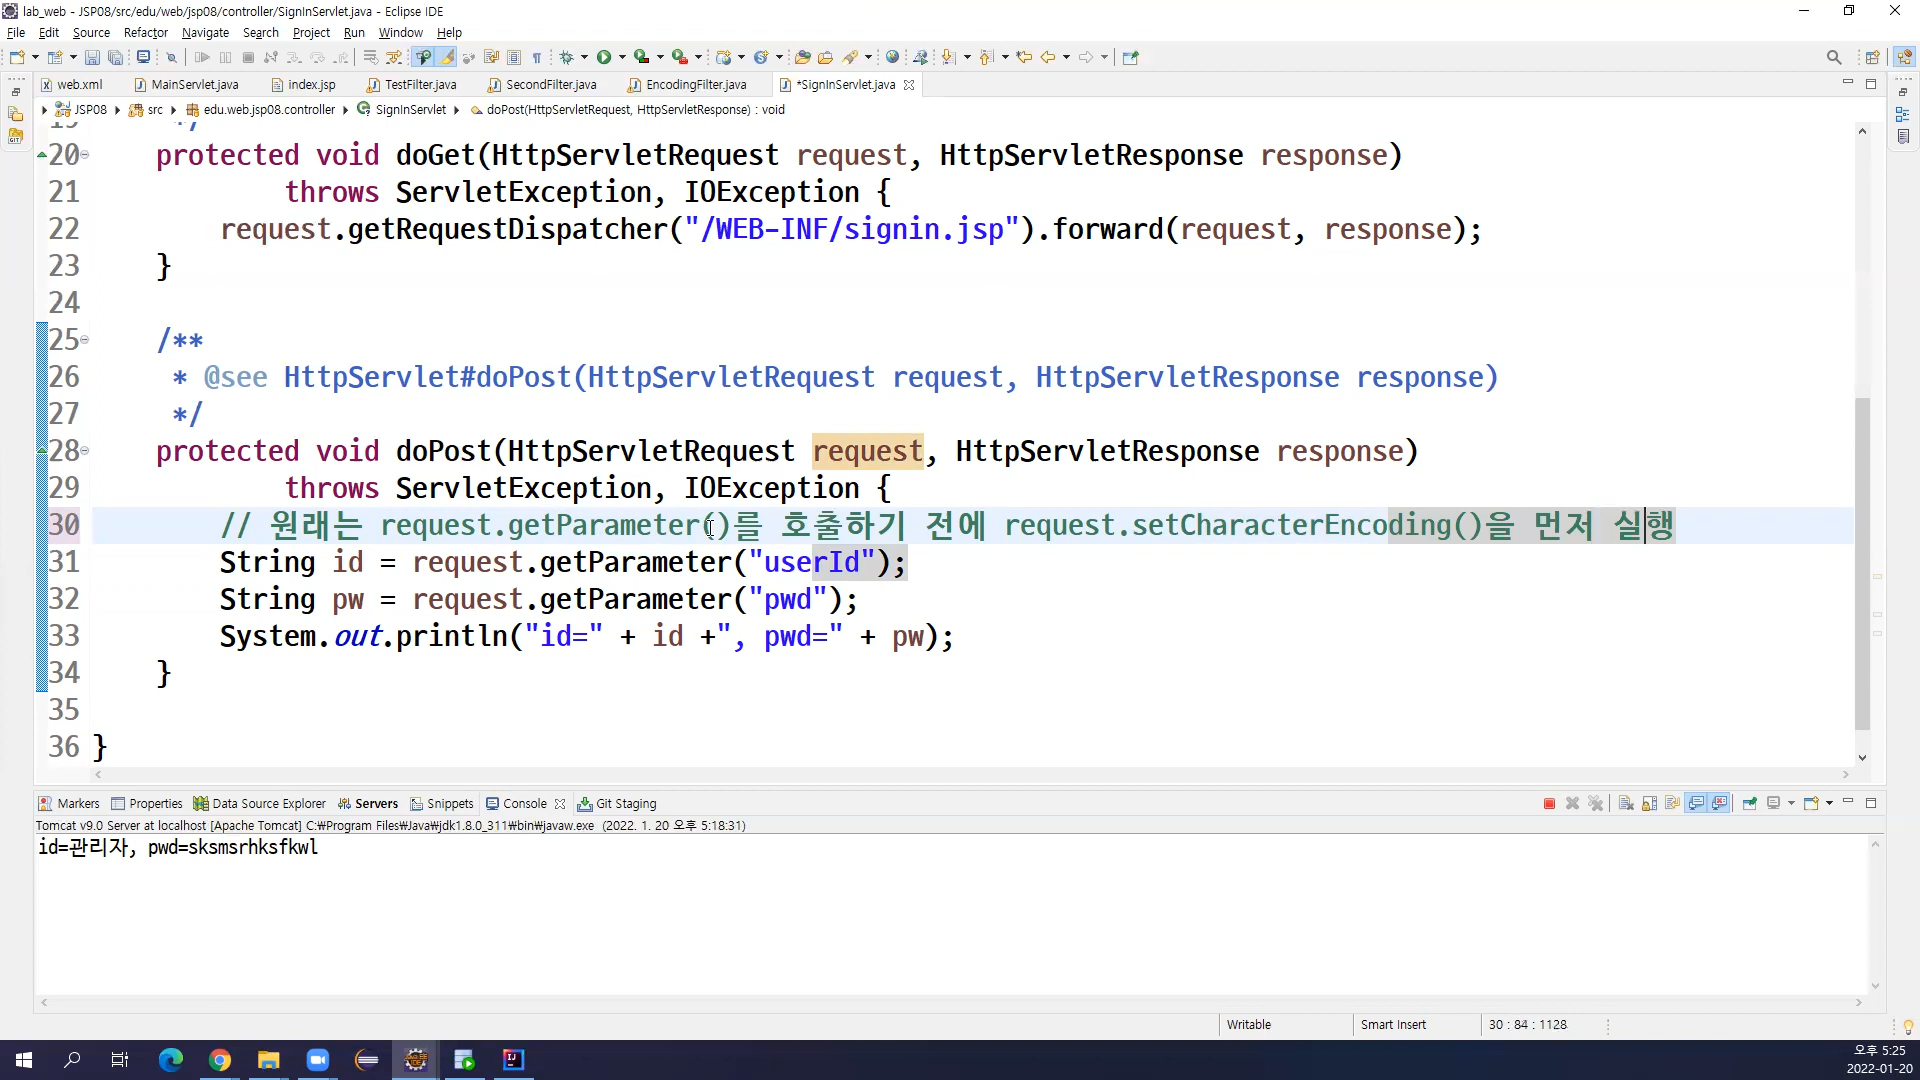 lab_web - JSP08/src/edu/web/jsp08/controller/SignInServlet.java - Eclipse IDE
File Edit Source Refactor Navigate Search Project Run Window Help
web.xml MainServlet.java index.jsp TestFilter.java SecondFilter.java EncodingFilter.java *SignInServlet.java
JSP08 src edu.web.jsp08.controller SignInServlet doPost(HttpServletRequest, HttpServletResponse) : void
19 */
20 protected void doGet(HttpServletRequest request, HttpServletResponse response)
21 throws ServletException, IOException {
22 request.getRequestDispatcher("/WEB-INF/signin.jsp").forward(request, response);
23 }
24
25 /**
26 * @see HttpServlet#doPost(HttpServletRequest request, HttpServletResponse response)
27 */
28 protected void doPost(HttpServletRequest request, HttpServletResponse response)
29 throws ServletException, IOException {
30 // 원래는 request.getParameter()를 호출하기 전에 request.setCharacterEncoding()을 먼저 실행
31 String id = request.getParameter("userId");
32 String pw = request.getParameter("pwd");
33 System.out.println("id=" + id +", pwd=" + pw);
34 }
35
36 }
Markers Properties Data Source Explorer Servers Snippets Console Git Staging
Tomcat v9.0 Server at localhost [Apache Tomcat] C:₩Program Files₩Java₩jdk1.8.0_311₩bin₩javaw.exe (2022. 1. 20 오후 5:18:31)
id=관리자, pwd=sksmsrhksfkwl
Writable Smart Insert 30 : 84 : 1128
오후 5:25
2022-01-20